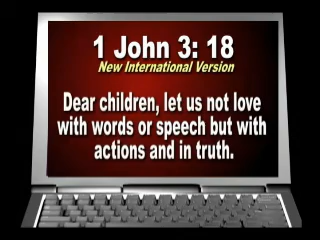 1 John 3: 18
New International Version
Dear children, let us not love
with words or speech but with
actions and in truth.